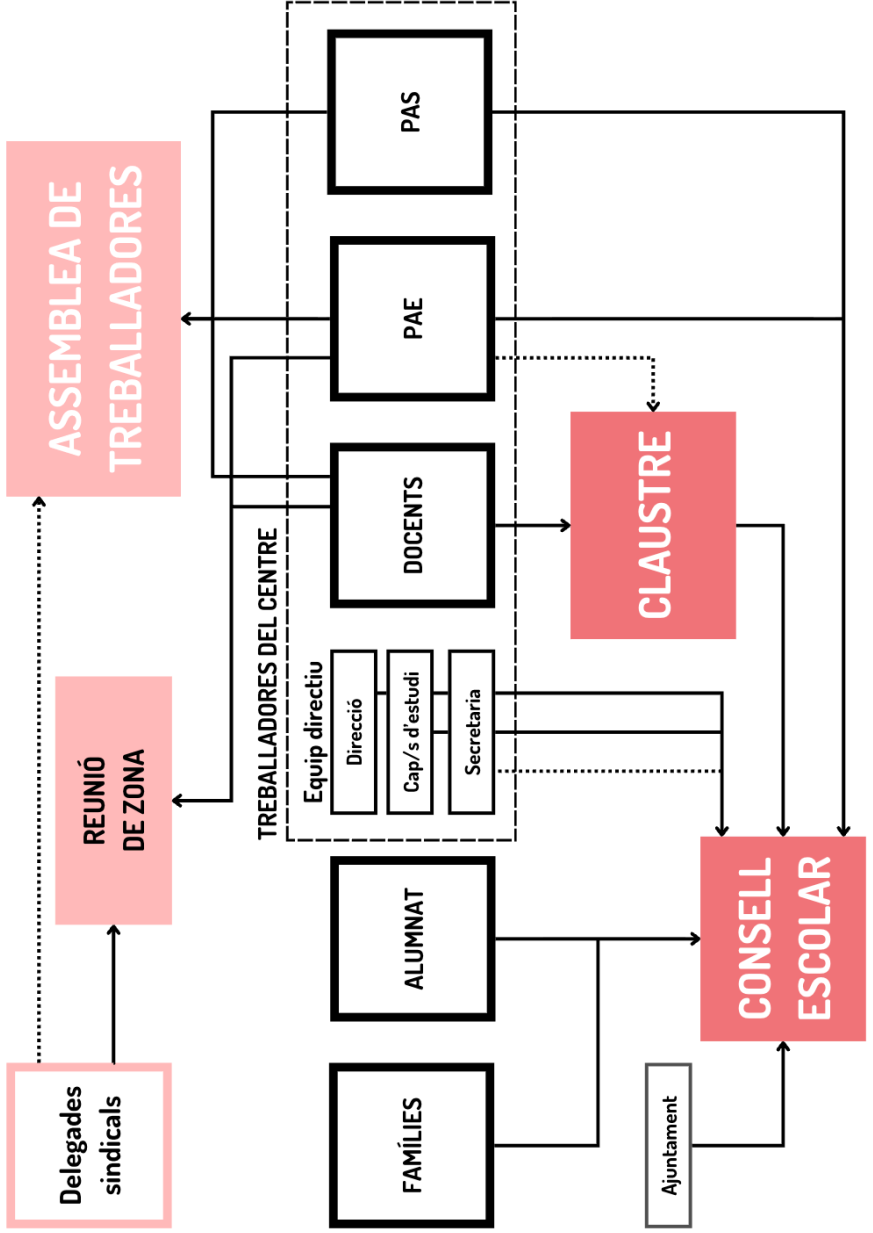 Delegades
sindicals
REUNIÓ
DE ZONA
ASSEMBLEA DE
TREBALLADORES
TREBALLADORES DEL CENTRE
FAMÍLIES
ALUMNAT
Equip directiu
Direcció
Cap/s d'estudi
Secretaria
DOCENTS
PAE
PAS
CLAUSTRE
Ajuntament
CONSELL
ESCOLAR